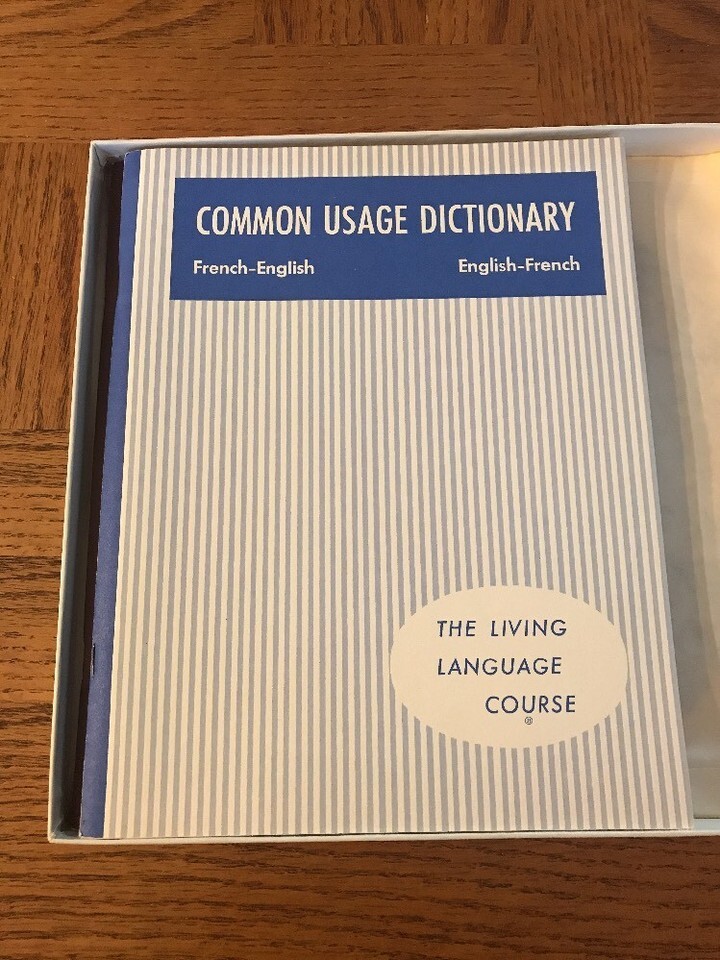 COMMON USAGE DICTIONARY
French-English English-French
THE LIVING
LANGUAGE
COURSE
®